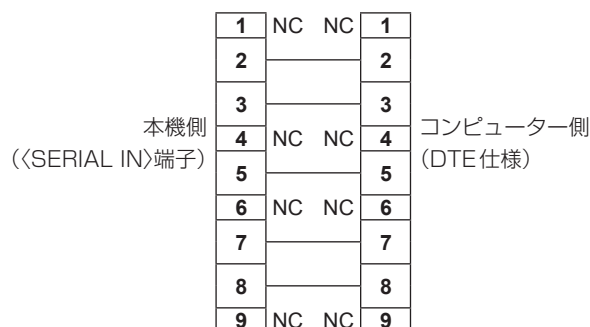 1 NC NC 1
2 2
3 3
本機側
（〈SERIAL IN〉端子）
4 NC NC 4
コンピューター側
（DTE仕様）
5 5
6 NC NC 6
7 7
8 8
9 NC NC 9